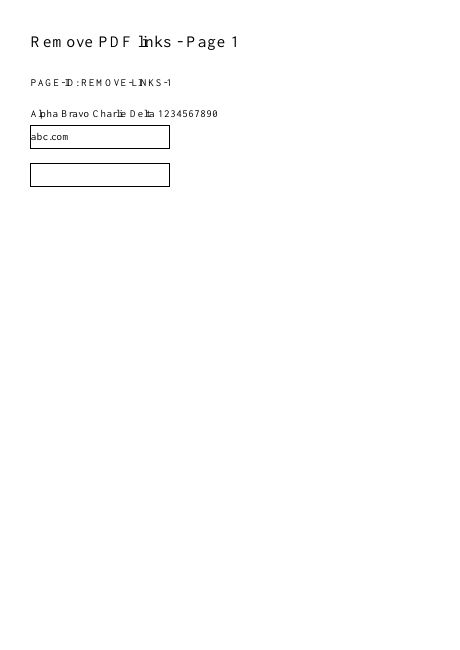 Remove PDF links - Page 1
PAGE-ID: REMOVE-LINKS-1
Alpha Bravo Charlie Delta 1234567890
abc.com